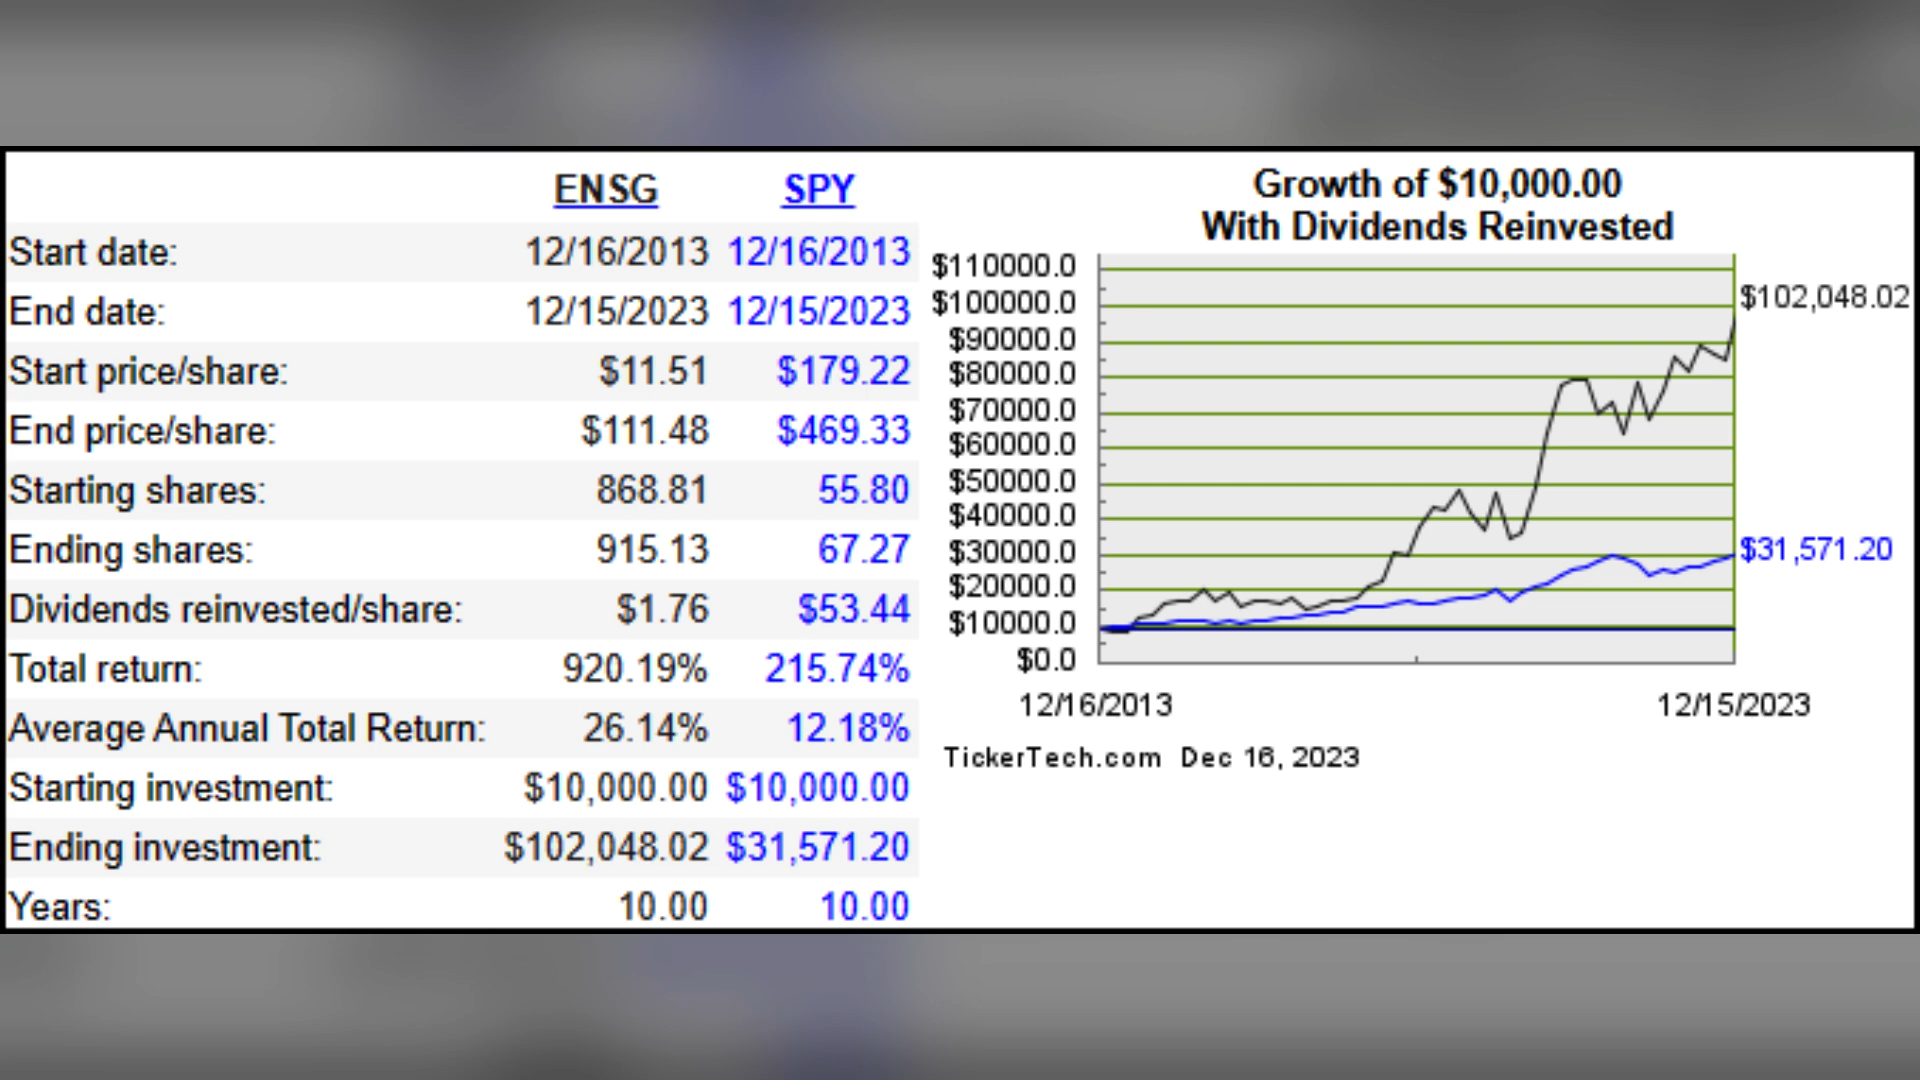 ENSG SPY
Start date: 12/16/2013 12/16/2013
End date: 12/15/2023 12/15/2023
Start price/share: $11.51 $179.22
End price/share: $111.48 $469.33
Starting shares: 868.81 55.80
Ending shares: 915.13 67.27
Dividends reinvested/share: $1.76 $53.44
Total return: 920.19% 215.74%
Average Annual Total Return: 26.14% 12.18%
Starting investment: $10,000.00 $10,000.00
Ending investment: $102,048.02 $31,571.20
Years: 10.00 10.00
Growth of $10,000.00
With Dividends Reinvested
$110000.0
$100000.0
$90000.0
$80000.0
$70000.0
$60000.0
$50000.0
$40000.0
$30000.0
$20000.0
$10000.0
$0.0
$102,048.02
$31,571.20
12/16/2013 12/15/2023
TickerTech.com Dec 16, 2023